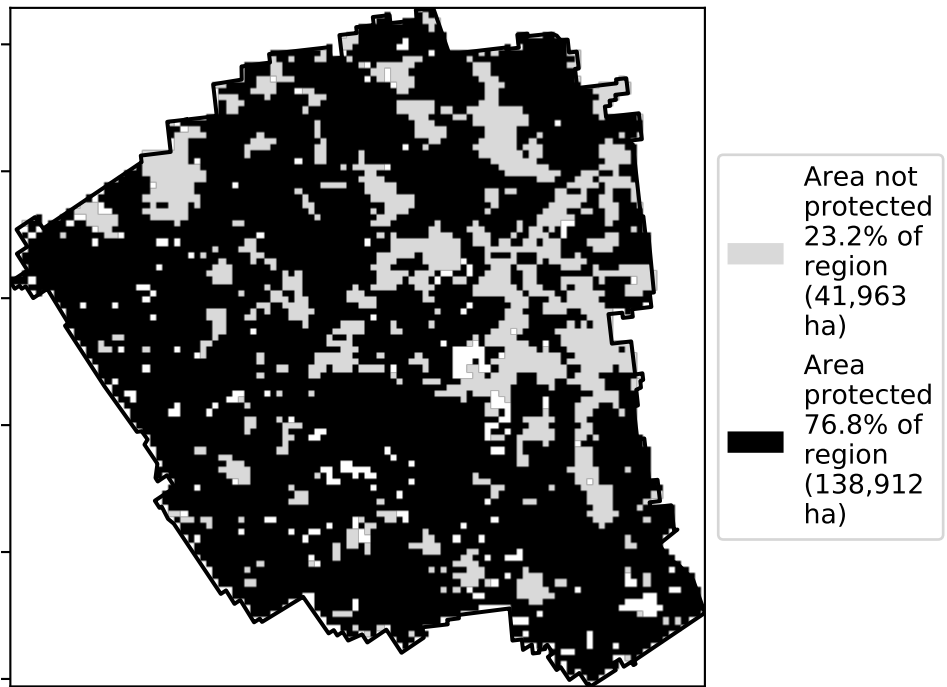 Area not
protected
23.2% of
region
(41,963
ha)
Area
protected
76.8% of
region
(138,912
ha)